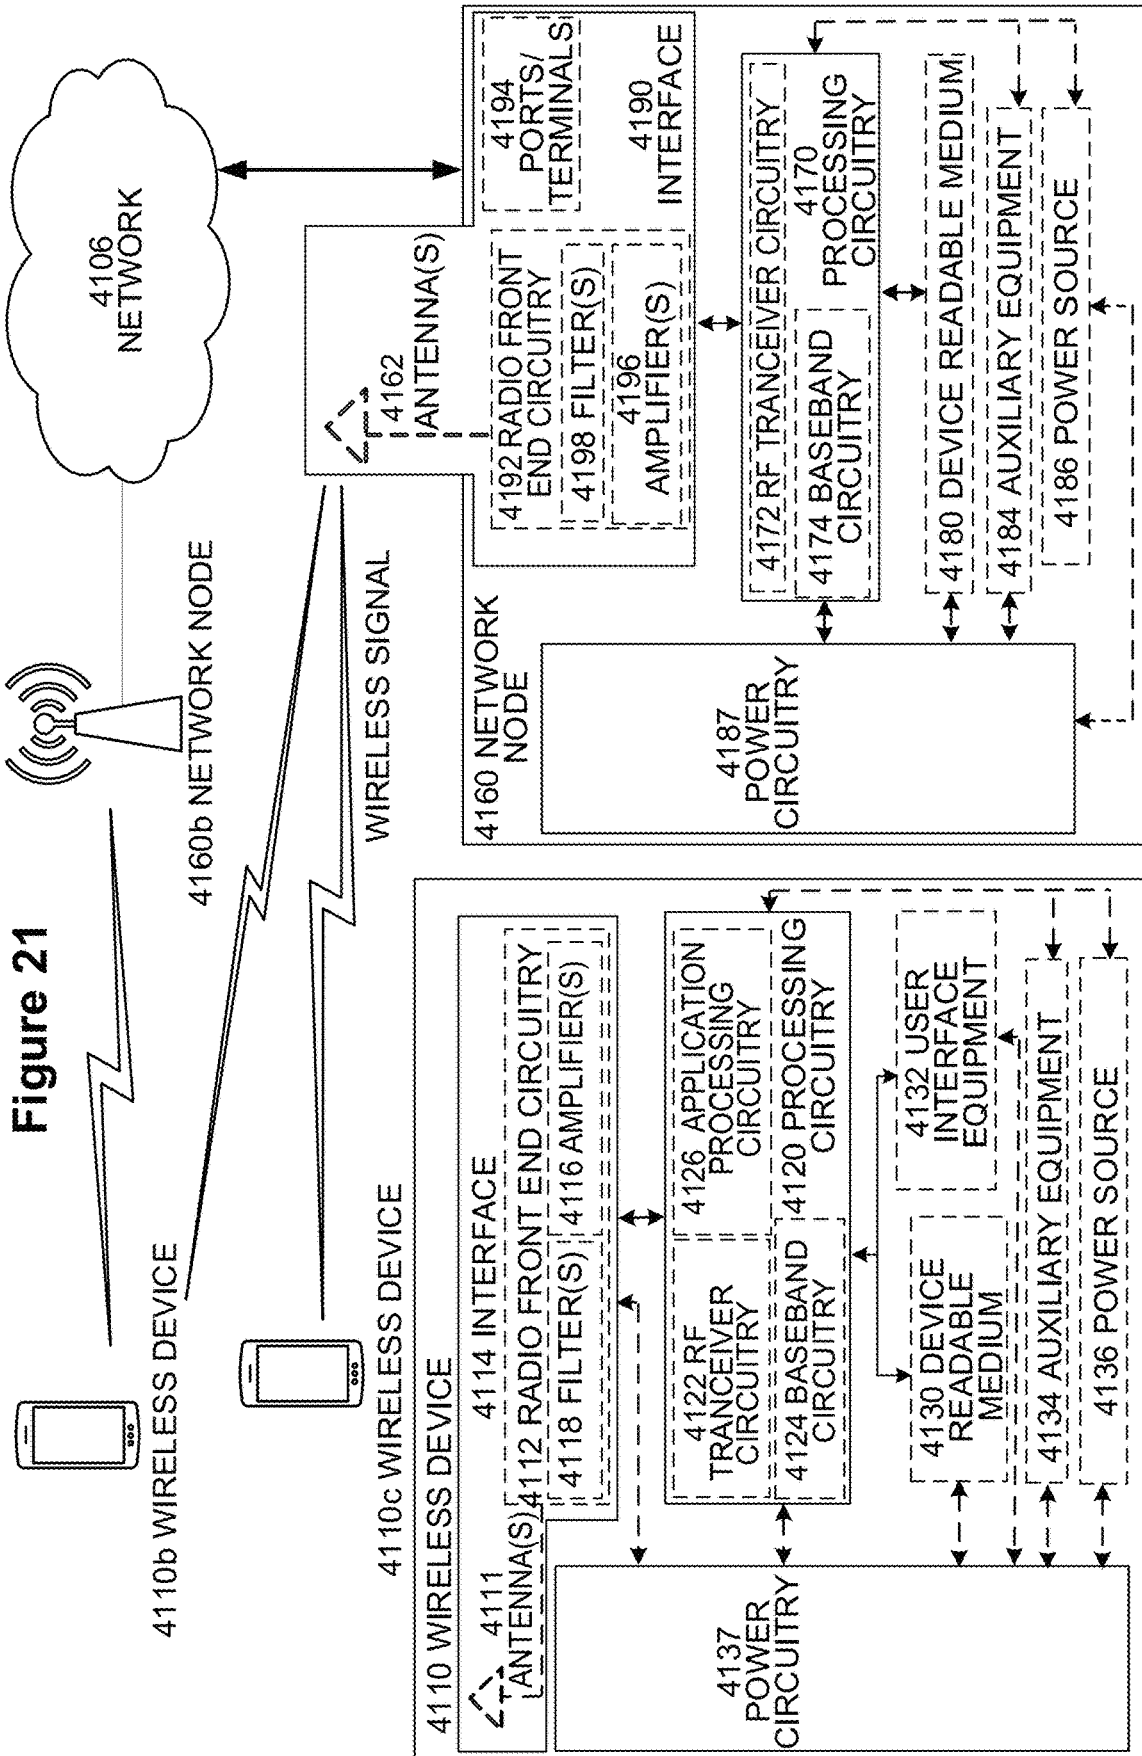 Figure 21
4106
NETWORK
4160b NETWORK NODE
4110b WIRELESS DEVICE
WIRELESS SIGNAL
4110c WIRELESS DEVICE
4110 WIRELESS DEVICE
4111
ANTENNA(S)
4114 INTERFACE
4112 RADIO FRONT END CIRCUITRY
4118 FILTER(S)
4116 AMPLIFIER(S)
4122 RF
TRANCEIVER
CIRCUITRY
4126 APPLICATION
PROCESSING
CIRCUITRY
4124 BASEBAND
CIRCUITRY
4120 PROCESSING
CIRCUITRY
4137
POWER
CIRCUITRY
4130 DEVICE
READABLE
MEDIUM
4132 USER
INTERFACE
EQUIPMENT
4134 AUXILIARY EQUIPMENT
4136 POWER SOURCE
4160 NETWORK
NODE
4162
ANTENNA(S)
4192 RADIO FRONT
END CIRCUITRY
4198 FILTER(S)
4196
AMPLIFIER(S)
4194
PORTS/
TERMINALS
4190
INTERFACE
4172 RF TRANCEIVER CIRCUITRY
4174 BASEBAND
CIRCUITRY
4170
PROCESSING
CIRCUITRY
4187
POWER
CIRCUITRY
4180 DEVICE READABLE MEDIUM
4184 AUXILIARY EQUIPMENT
4186 POWER SOURCE